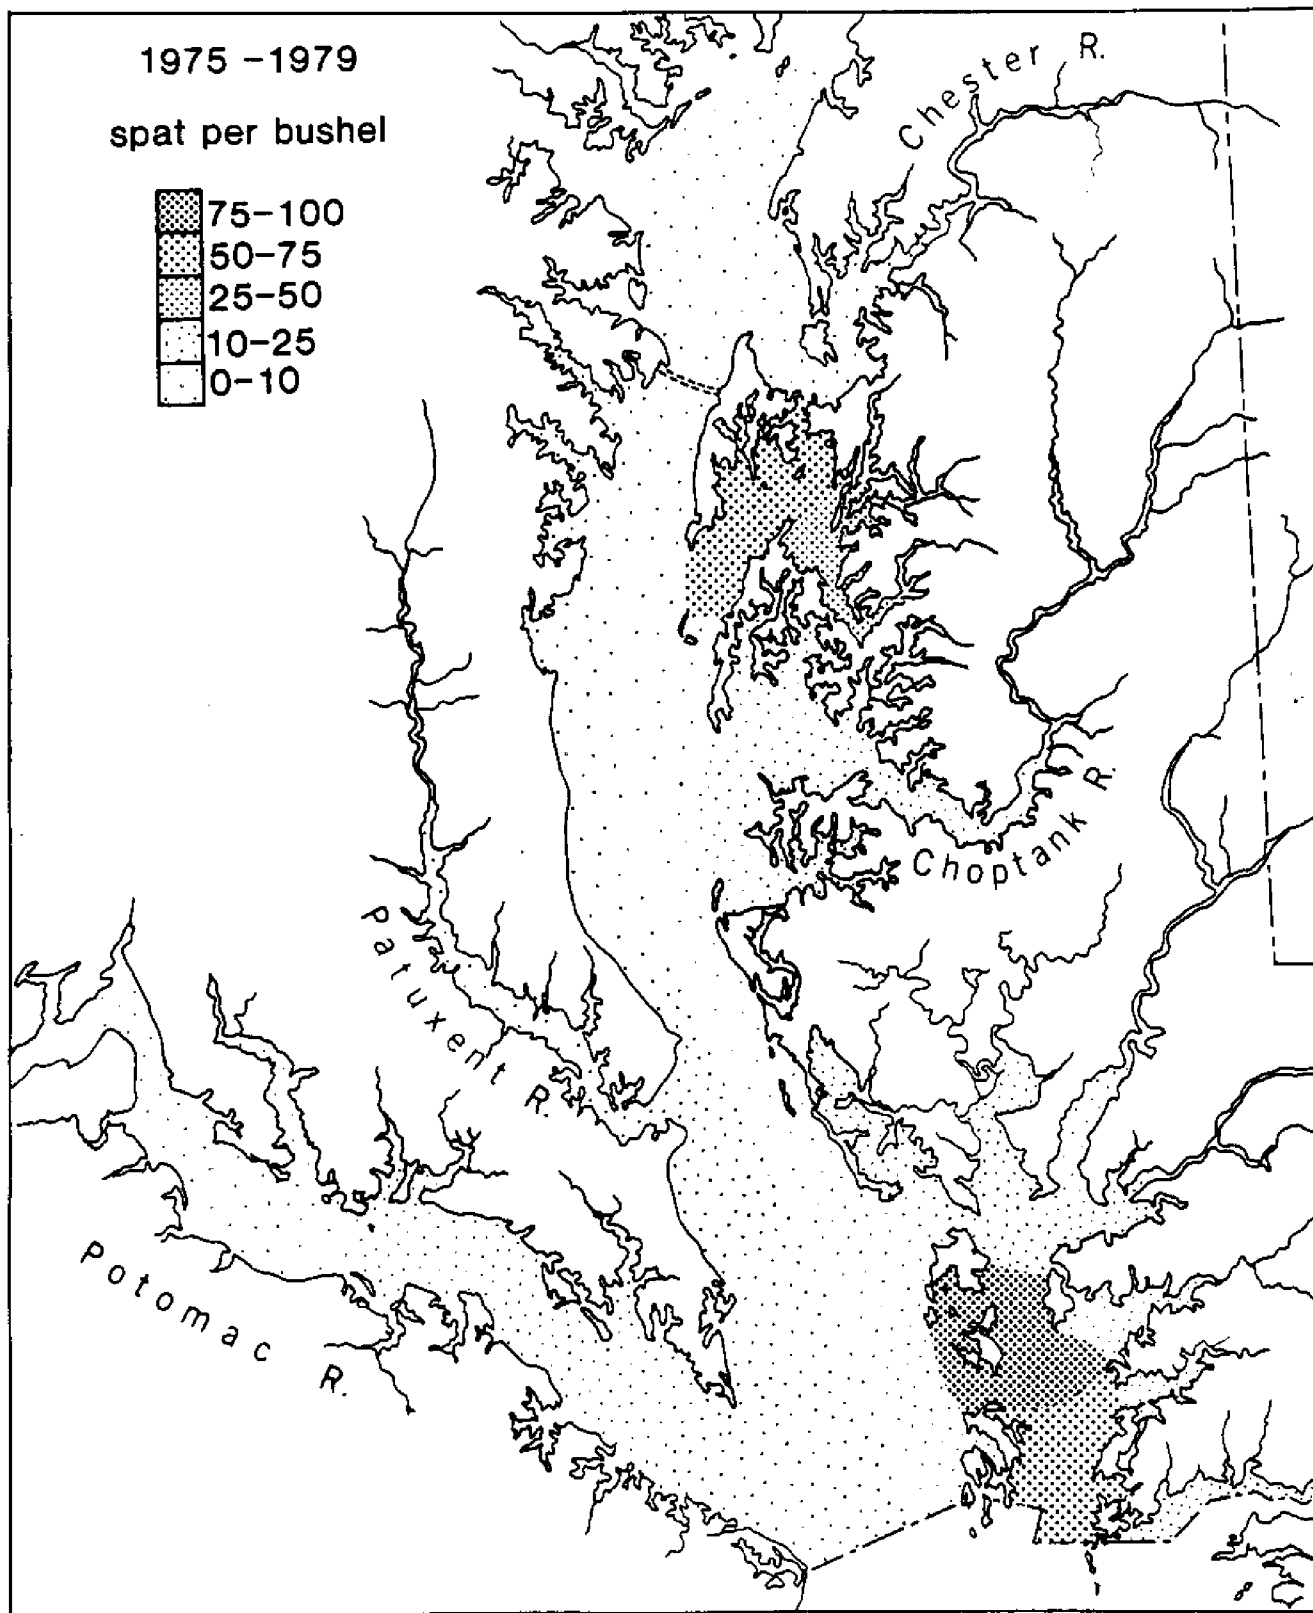 1975 -1979
spat per bushel
75-100
50-75
25-50
10-25
0-10
Chester R.
Choptank R.
Patuxent R.
Potomac R.